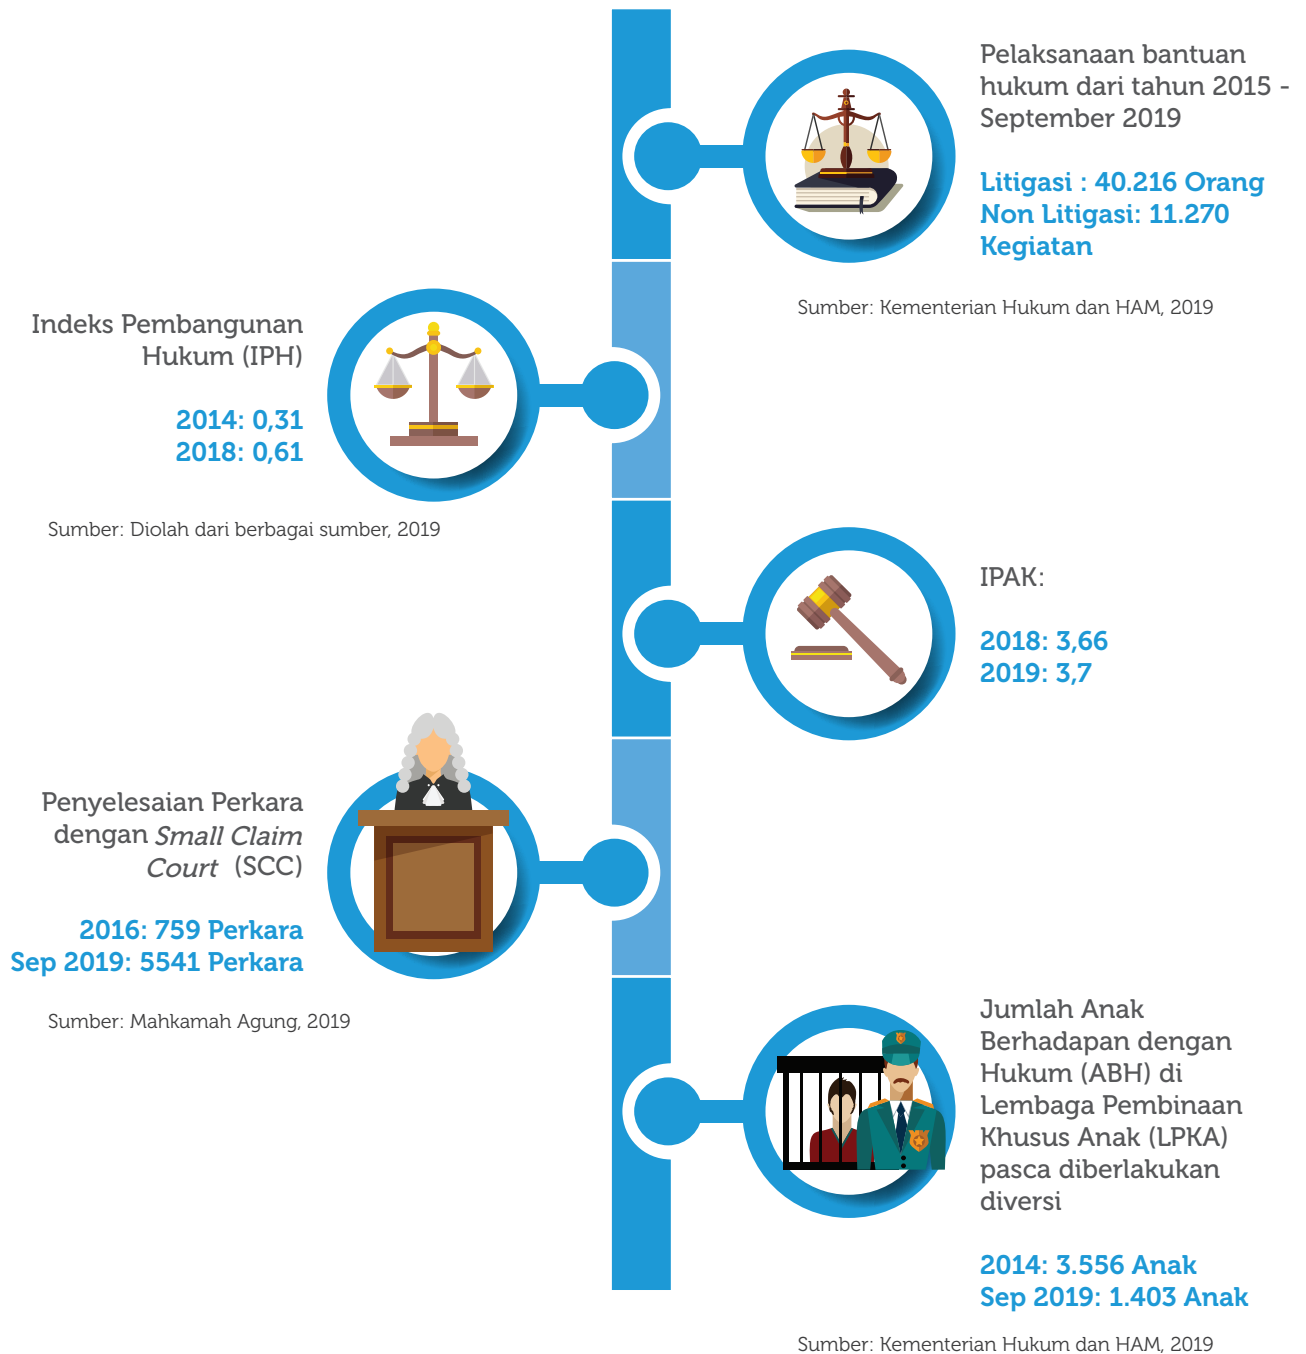 Pelaksanaan bantuan
hukum dari tahun 2015 -
September 2019
Litigasi : 40.216 Orang
Non Litigasi: 11.270
Kegiatan
Sumber: Kementerian Hukum dan HAM, 2019
Indeks Pembangunan
Hukum (IPH)
2014: 0,31
2018: 0,61
Sumber: Diolah dari berbagai sumber, 2019
IPAK:
2018: 3,66
2019: 3,7
Penyelesaian Perkara
dengan Small Claim
Court (SCC)
2016: 759 Perkara
Sep 2019: 5541 Perkara
Sumber: Mahkamah Agung, 2019
Jumlah Anak
Berhadapan dengan
Hukum (ABH) di
Lembaga Pembinaan
Khusus Anak (LPKA)
pasca diberlakukan
diversi
2014: 3.556 Anak
Sep 2019: 1.403 Anak
Sumber: Kementerian Hukum dan HAM, 2019